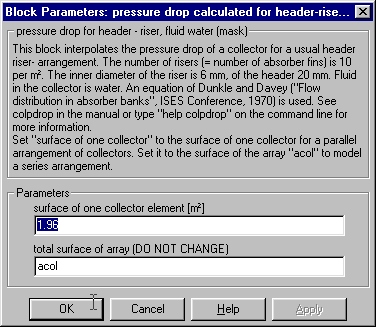 Block Parameters: pressure drop calculated for header-rise...
pressure drop for header - riser, fluid water (mask)
This block interpolates the pressure drop of a collector for a usual header
riser- arrangement. The number of risers (= number of absorber fins) is 10
per m². The inner diameter of the riser is 6 mm, of the header 20 mm. Fluid
in the collector is water. An equation of Dunkle and Davey ("Flow
distribution in absorber banks", ISES Conference, 1970) is used. See
colpdrop in the manual or type "help colpdrop" on the command line for
more information.
Set "surface of one collector" to the surface of one collector for a parallel
arrangement of collectors. Set it to the surface of the array "acol" to model
a series arrangement.
Parameters
surface of one collector element [m²]
1.96
total surface of array (DO NOT CHANGE)
acol
OK Cancel Help Apply